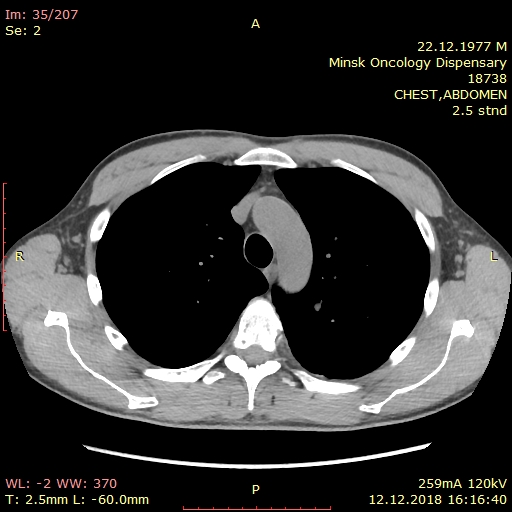 Im: 35/207
Se: 2
A
22.12.1977 M
Minsk Oncology Dispensary
18738
CHEST,ABDOMEN
2.5 stnd
R
L
WL: -2 WW: 370
T: 2.5mm L: -60.0mm
P
259mA 120kV
12.12.2018 16:16:40